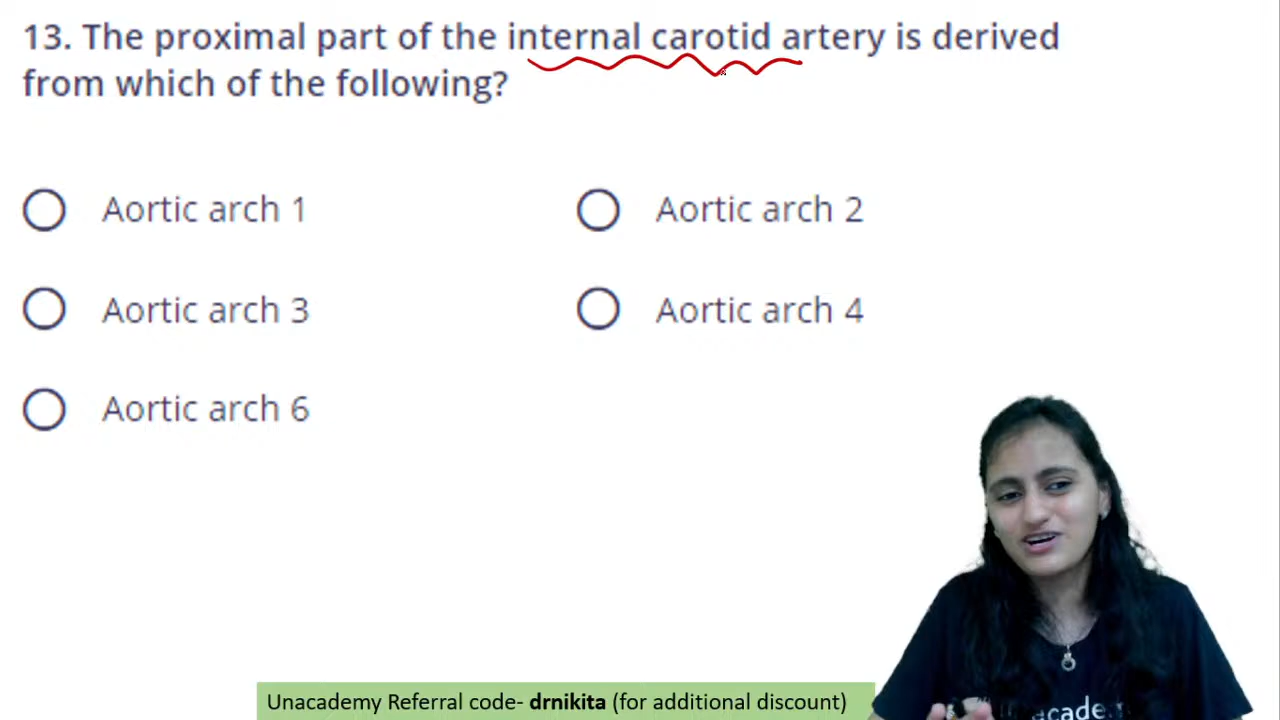 13. The proximal part of the internal carotid artery is derived
from which of the following?
Aortic arch 1
Aortic arch 2
Aortic arch 3
Aortic arch 4
Aortic arch 6
Unacademy Referral code- drnikita (for additional discount)